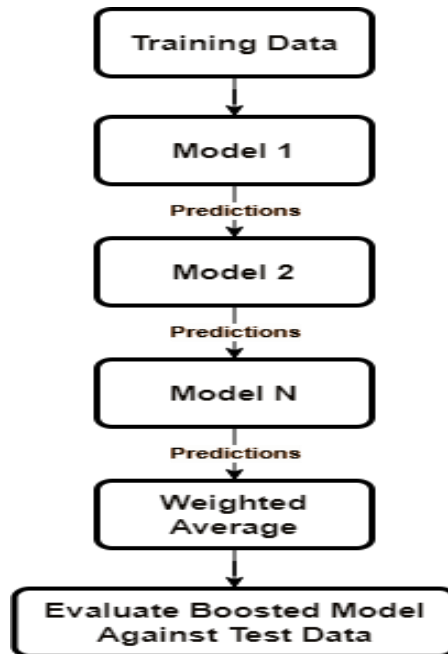 Training Data
Model 1
Predictions
Model 2
Predictions
Model N
Predictions
Weighted
Average
Evaluate Boosted Model
Against Test Data